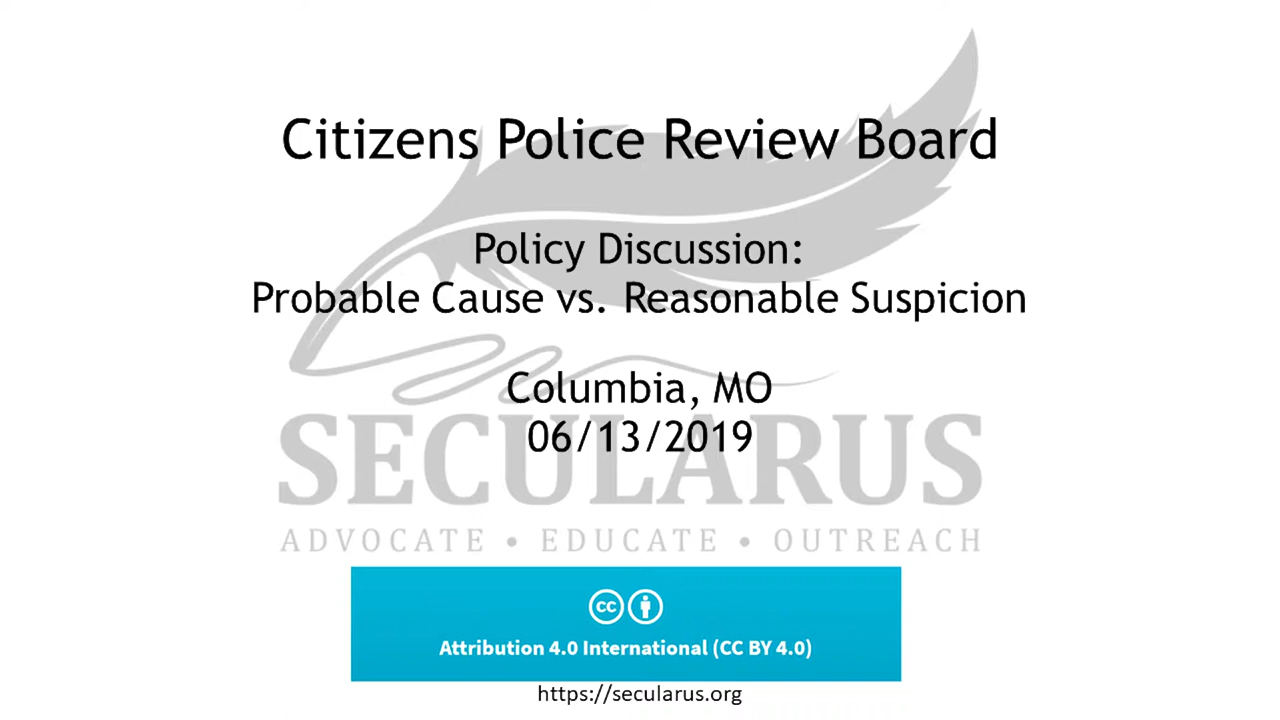 Citizens Police Review Board
Policy Discussion:
Probable Cause vs. Reasonable Suspicion
Columbia, MO
06/13/2019
SECULARUS
ADVOCATE • EDUCATE • OUTREACH
cc
Attribution 4.0 International (CC BY 4.0)
https://secularus.org